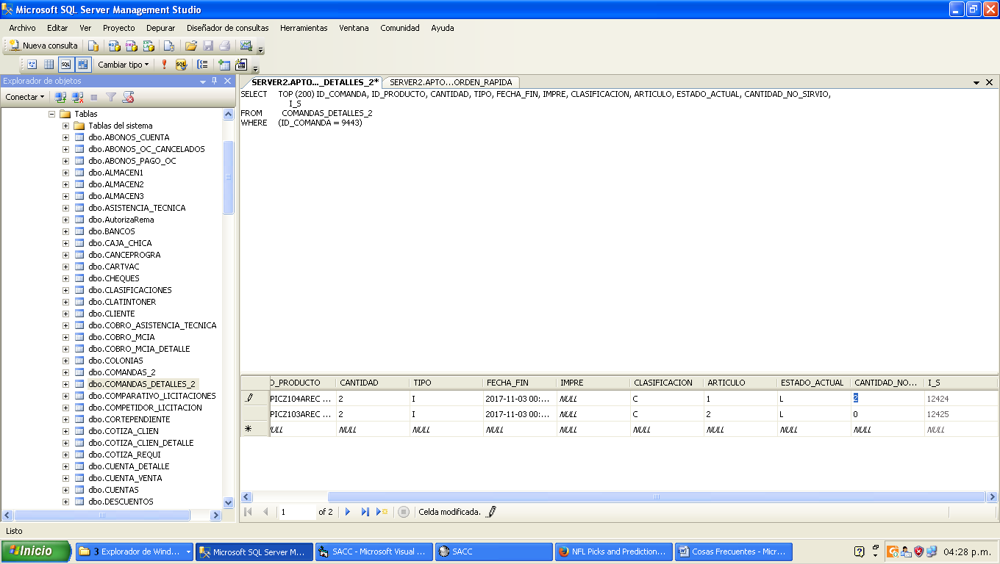 Microsoft SQL Server Management Studio
Archivo Editar Ver Proyecto Depurar Diseñador de consultas Herramientas Ventana Comunidad Ayuda
Nueva consulta
Cambiar tipo
Explorador de objetos
SERVER2.APTO..._DETALLES_2* SERVER2.APTO...ORDEN_RAPIDA
Conectar
SELECT TOP (200) ID_COMANDA, ID_PRODUCTO, CANTIDAD, TIPO, FECHA_FIN, IMPRE, CLASIFICACION, ARTICULO, ESTADO_ACTUAL, CANTIDAD_NO_SIRVIO,
I_S
FROM COMANDAS_DETALLES_2
WHERE (ID_COMANDA = 9443)
Tablas
Tablas del sistema
dbo.ABONOS_CUENTA
dbo.ABONOS_OC_CANCELADOS
dbo.ABONOS_PAGO_OC
dbo.ALMACEN1
dbo.ALMACEN2
dbo.ALMACEN3
dbo.ASISTENCIA_TECNICA
dbo.AutorizaRema
dbo.BANCOS
dbo.CAJA_CHICA
dbo.CANCEPROGRA
dbo.CARTVAC
dbo.CHEQUES
dbo.CLASIFICACIONES
dbo.CLATINTONER
dbo.CLIENTE
dbo.COBRO_ASISTENCIA_TECNICA
dbo.COBRO_MCIA
dbo.COBRO_MCIA_DETALLE
dbo.COLONIAS
dbo.COMANDAS_2
dbo.COMANDAS_DETALLES_2
dbo.COMPARATIVO_LICITACIONES
dbo.COMPETIDOR_LICITACION
dbo.CORTEPENDIENTE
dbo.COTIZA_CLIEN
dbo.COTIZA_CLIEN_DETALLE
dbo.COTIZA_REQUI
dbo.CUENTA_DETALLE
dbo.CUENTA_VENTA
dbo.CUENTAS
dbo.DESCUENTOS
D_PRODUCTO CANTIDAD TIPO FECHA_FIN IMPRE CLASIFICACION ARTICULO ESTADO_ACTUAL CANTIDAD_NO... I_S
PICZ104AREC ... 2 I 2017-11-03 00:... NULL C 1 L 2 12424
PICZ103AREC ... 2 I 2017-11-03 00:... NULL C 2 L 0 12425
NULL NULL NULL NULL NULL NULL NULL NULL NULL NULL
1 of 2 Celda modificada.
Listo
Inicio 3 Explorador de Wind... Microsoft SQL Server M... SACC - Microsoft Visual ... SACC NFL Picks and Prediction... Cosas Frecuentes - Micr... 04:28 p.m.